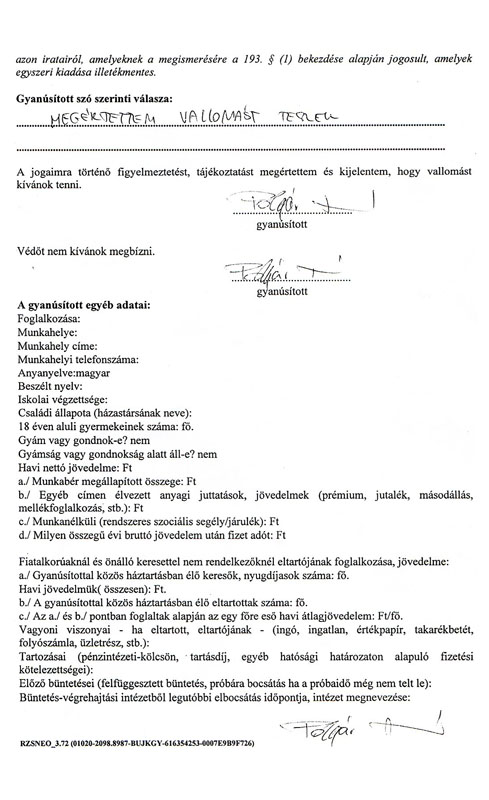 azon iratairól, amelyeknek a megismerésére a 193. § (1) bekezdése alapján jogosult, amelyek
egyszeri kiadása illetékmentes.
Gyanúsított szó szerinti válasza:
MEGÉRTETTEM VALLOMÁST TESZEK
A jogaimra történő figyelmeztetést, tájékoztatást megértettem és kijelentem, hogy vallomást
kívánok tenni.
Polgár
gyanúsított
Védőt nem kívánok megbízni.
Polgár
gyanúsított
A gyanúsított egyéb adatai:
Foglalkozása:
Munkahelye:
Munkahely címe:
Munkahelyi telefonszáma:
Anyanyelve:magyar
Beszélt nyelv:
Iskolai végzettsége:
Családi állapota (házastársának neve):
18 éven aluli gyermekeinek száma: fő.
Gyám vagy gondnok-e? nem
Gyámság vagy gondnokság alatt áll-e? nem
Havi nettó jövedelme: Ft
a./ Munkabér megállapított összege: Ft
b./ Egyéb címen élvezett anyagi juttatások, jövedelmek (prémium, jutalék, másodállás,
mellékfoglalkozás, stb.): Ft
c./ Munkanélküli (rendszeres szociális segély/járulék): Ft
d./ Milyen összegű évi bruttó jövedelem után fizet adót: Ft
Fiatalkorúaknál és önálló keresettel nem rendelkezőknél eltartójának foglalkozása, jövedelme:
a./ Gyanúsítottal közös háztartásban élő keresők, nyugdíjasok száma: fő.
Havi jövedelmük( összesen): Ft.
b./ A gyanúsítottal közös háztartásban élő eltartottak száma: fő.
c./ Az a./ és b./ pontban foglaltak alapján az egy főre eső havi átlagjövedelem: Ft/fő.
Vagyoni viszonyai - ha eltartott, eltartójának - (ingó, ingatlan, értékpapír, takarékbetét,
folyószámla, üzletrész, stb.):
Tartozásai (pénzintézeti-kölcsön, tartásdíj, egyéb hatósági határozaton alapuló fizetési
kötelezettségei):
Előző büntetései (felfüggesztett büntetés, próbára bocsátás ha a próbaidő még nem telt le):
Büntetés-végrehajtási intézetből legutóbbi elbocsátás időpontja, intézet megnevezése:
Polgár
RZSNEO_3.72 (01020-2098.8987-BUJKGY-616354253-0007E9B9F726)